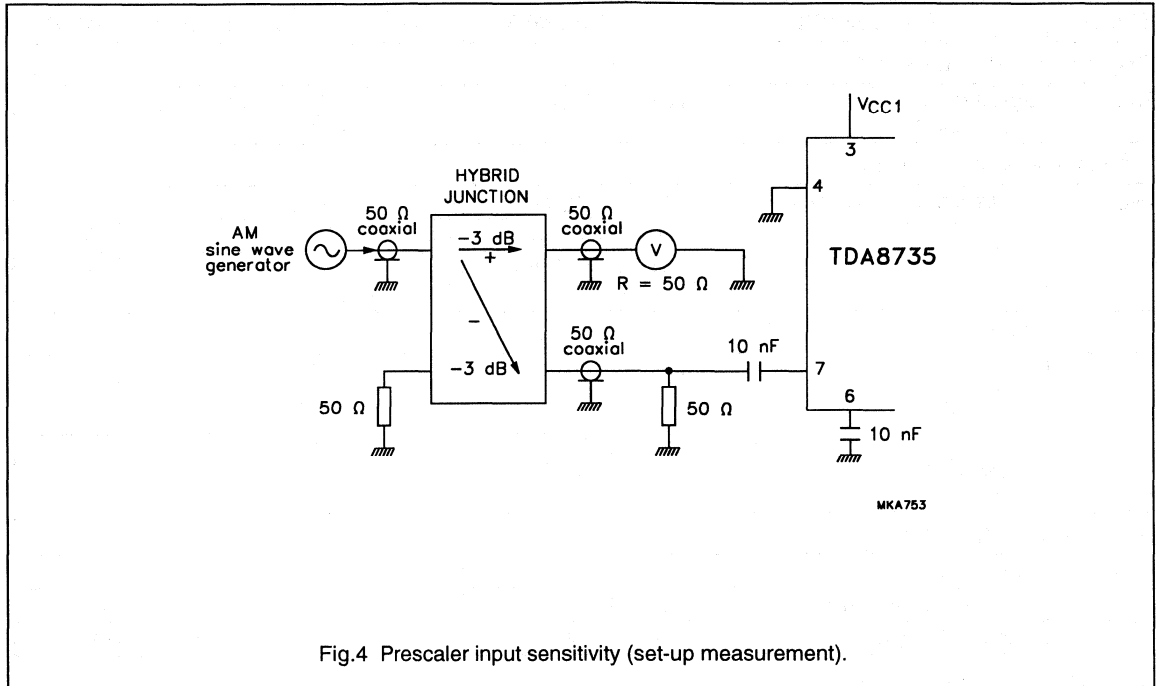 VCC1
3
4
HYBRID
JUNCTION
50 Ω
coaxial
50 Ω
coaxial
AM
sine wave
generator
-3 dB
+
V
R = 50 Ω
TDA8735
-
50 Ω
coaxial
10 nF
-3 dB
7
50 Ω
50 Ω
6
10 nF
MKA753
Fig.4 Prescaler input sensitivity (set-up measurement).